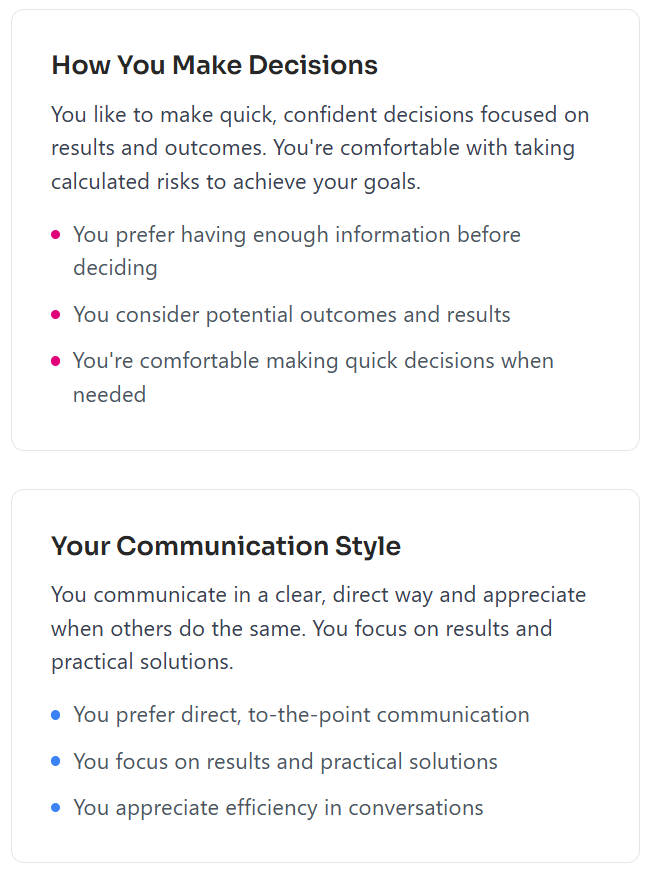 How You Make Decisions
You like to make quick, confident decisions focused on
results and outcomes. You're comfortable with taking
calculated risks to achieve your goals.
You prefer having enough information before
deciding
You consider potential outcomes and results
You're comfortable making quick decisions when
needed
Your Communication Style
You communicate in a clear, direct way and appreciate
when others do the same. You focus on results and
practical solutions.
You prefer direct, to-the-point communication
You focus on results and practical solutions
You appreciate efficiency in conversations